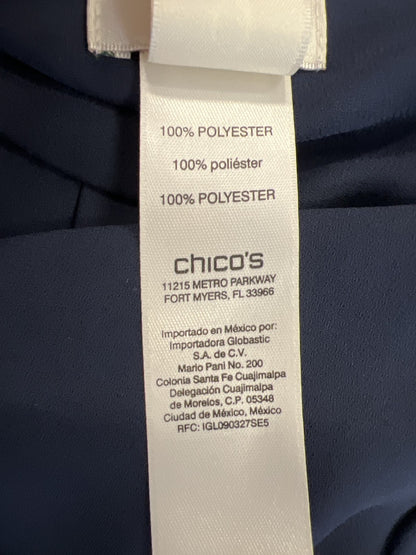 100% POLYESTER
100% poliéster
100% POLYESTER
chico's
11215 METRO PARKWAY
FORT MYERS, FL 33966
Importado en México por:
Importadora Globastic
S.A. de C.V.
Mario Pani No. 200
Colonia Santa Fe Cuajimalpa
Delegación Cuajimalpa
de Morelos, C.P. 05348
Ciudad de México, México
RFC: IGL090327SE5